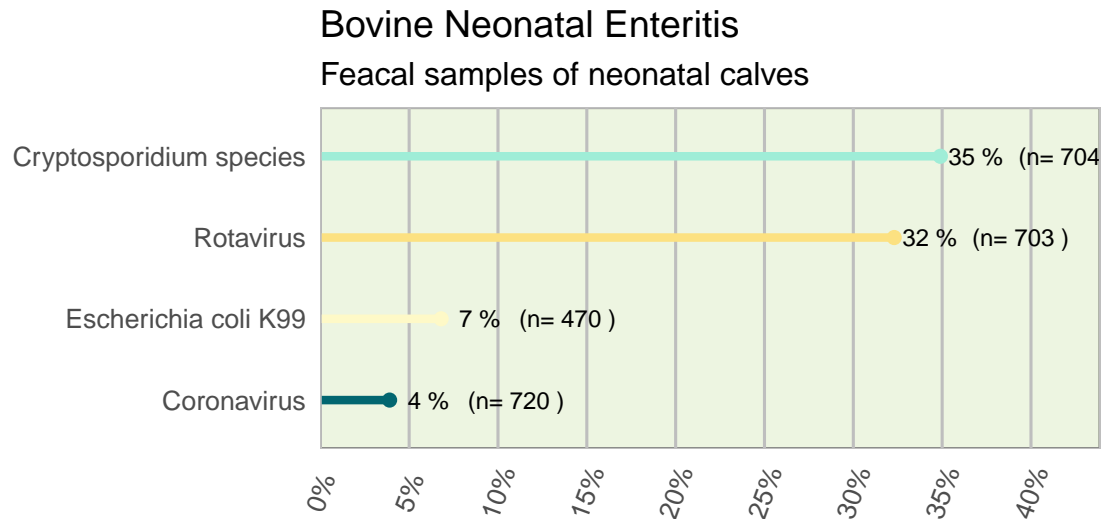 Bovine Neonatal Enteritis
Feacal samples of neonatal calves
Cryptosporidium species 35 % (n= 704
Rotavirus 32 % (n= 703 )
Escherichia coli K99 7 % (n= 470 )
Coronavirus 4 % (n= 720 )
0% 5% 10% 15% 20% 25% 30% 35% 40%